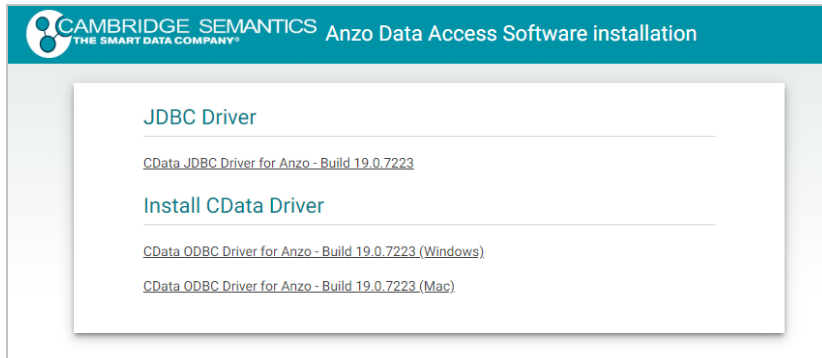 CAMBRIDGE SEMANTICS
THE SMART DATA COMPANY®
Anzo Data Access Software installation
JDBC Driver
CData JDBC Driver for Anzo - Build 19.0.7223
Install CData Driver
CData ODBC Driver for Anzo - Build 19.0.7223 (Windows)
CData ODBC Driver for Anzo - Build 19.0.7223 (Mac)